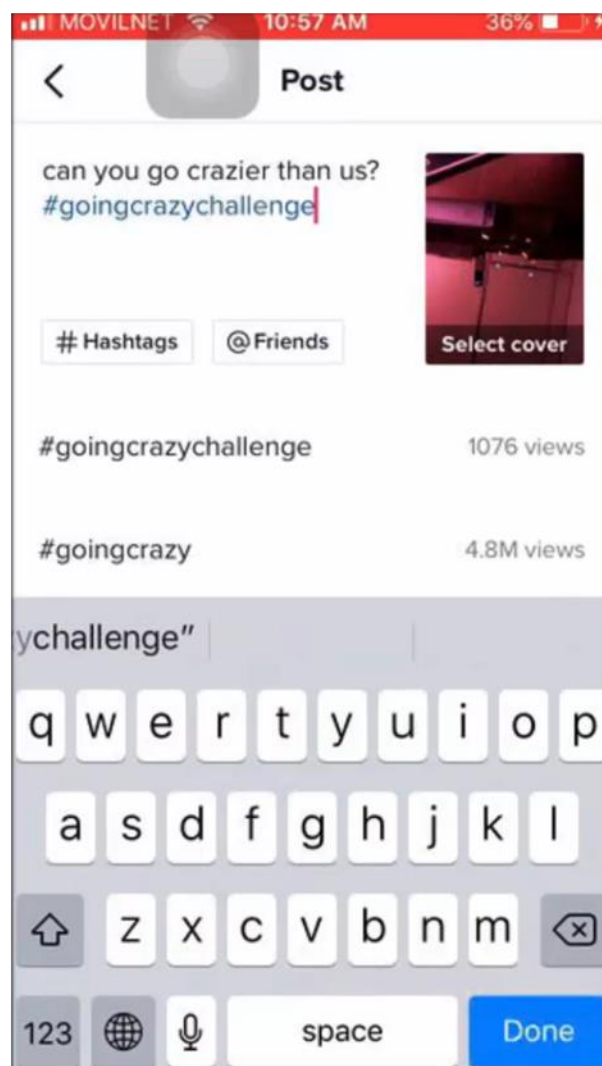 MOVILNET 10:57 AM 36%
Post
can you go crazier than us?
#goingcrazychallenge
# Hashtags @Friends
Select cover
#goingcrazychallenge 1076 views
#goingcrazy 4.8M views
ychallenge”
q w e r t y u i o p
a s d f g h j k l
z x c v b n m
123 space Done